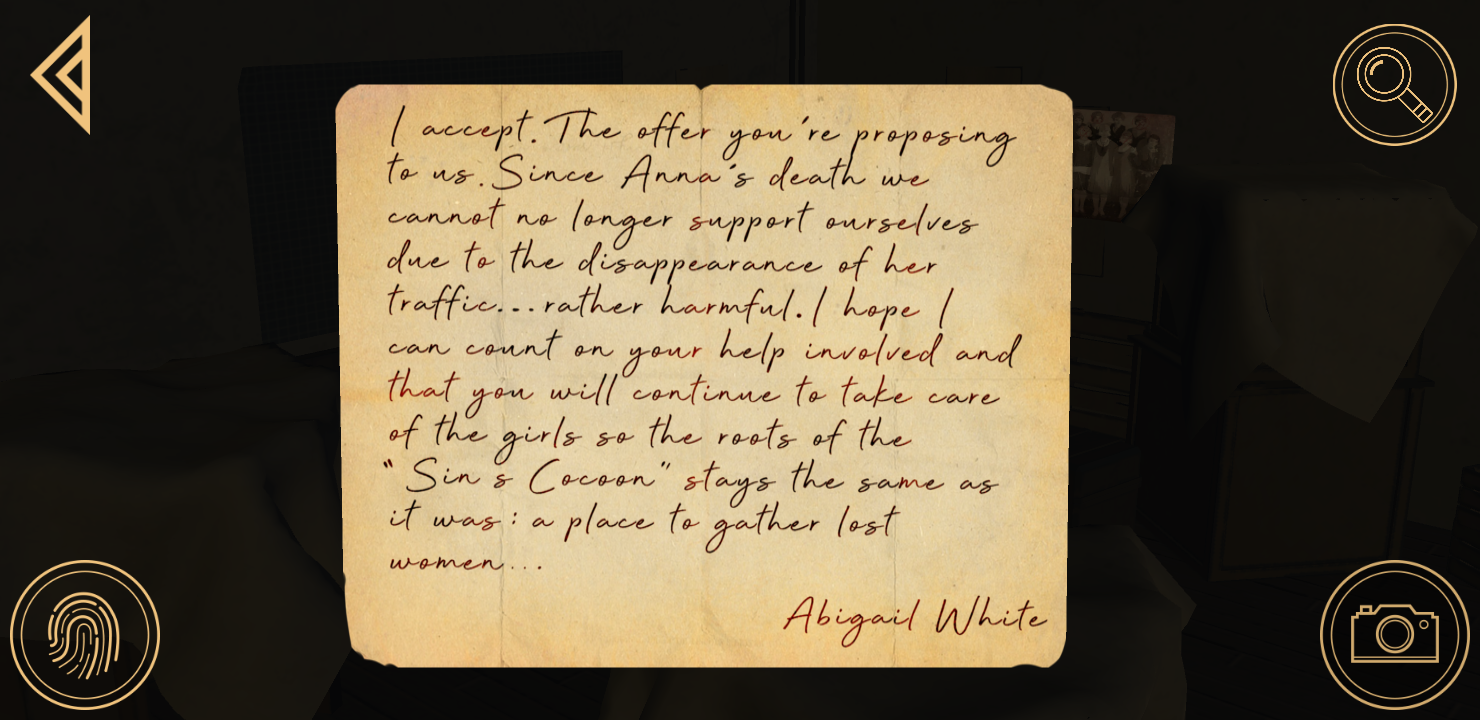 I accept. The offer you're proposing
to us. Since Anna's death we
cannot no longer support ourselves
due to the disappearance of her
traffic... rather harmful. I hope I
can count on your help involved and
that you will continue to take care
of the girls so the roots of the
"Sin s Cocoon" stays the same as
it was : a place to gather lost
women...
Abigail White